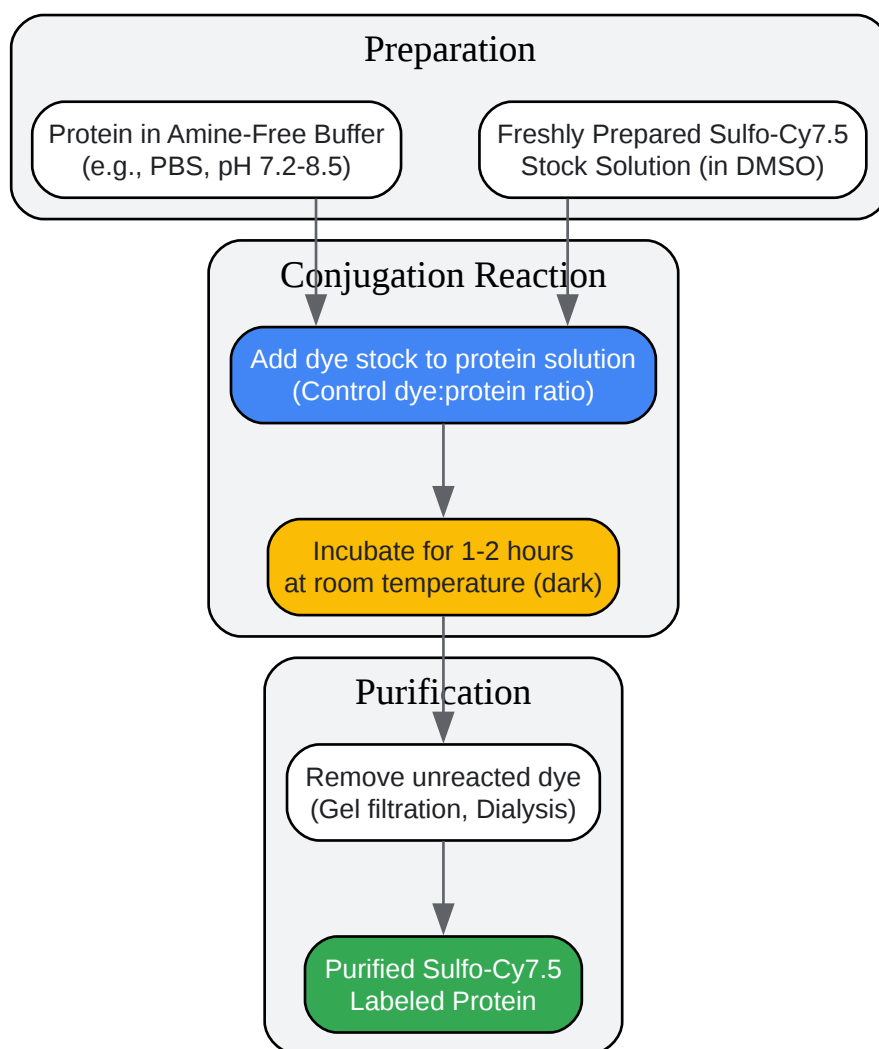 Preparation
Protein in Amine-Free Buffer
(e.g., PBS, pH 7.2-8.5)
Freshly Prepared Sulfo-Cy7.5
Stock Solution (in DMSO)
Conjugation Reaction
Add dye stock to protein solution
(Control dye:protein ratio)
Incubate for 1-2 hours
at room temperature (dark)
Purification
Remove unreacted dye
(Gel filtration, Dialysis)
Purified Sulfo-Cy7.5
Labeled Protein